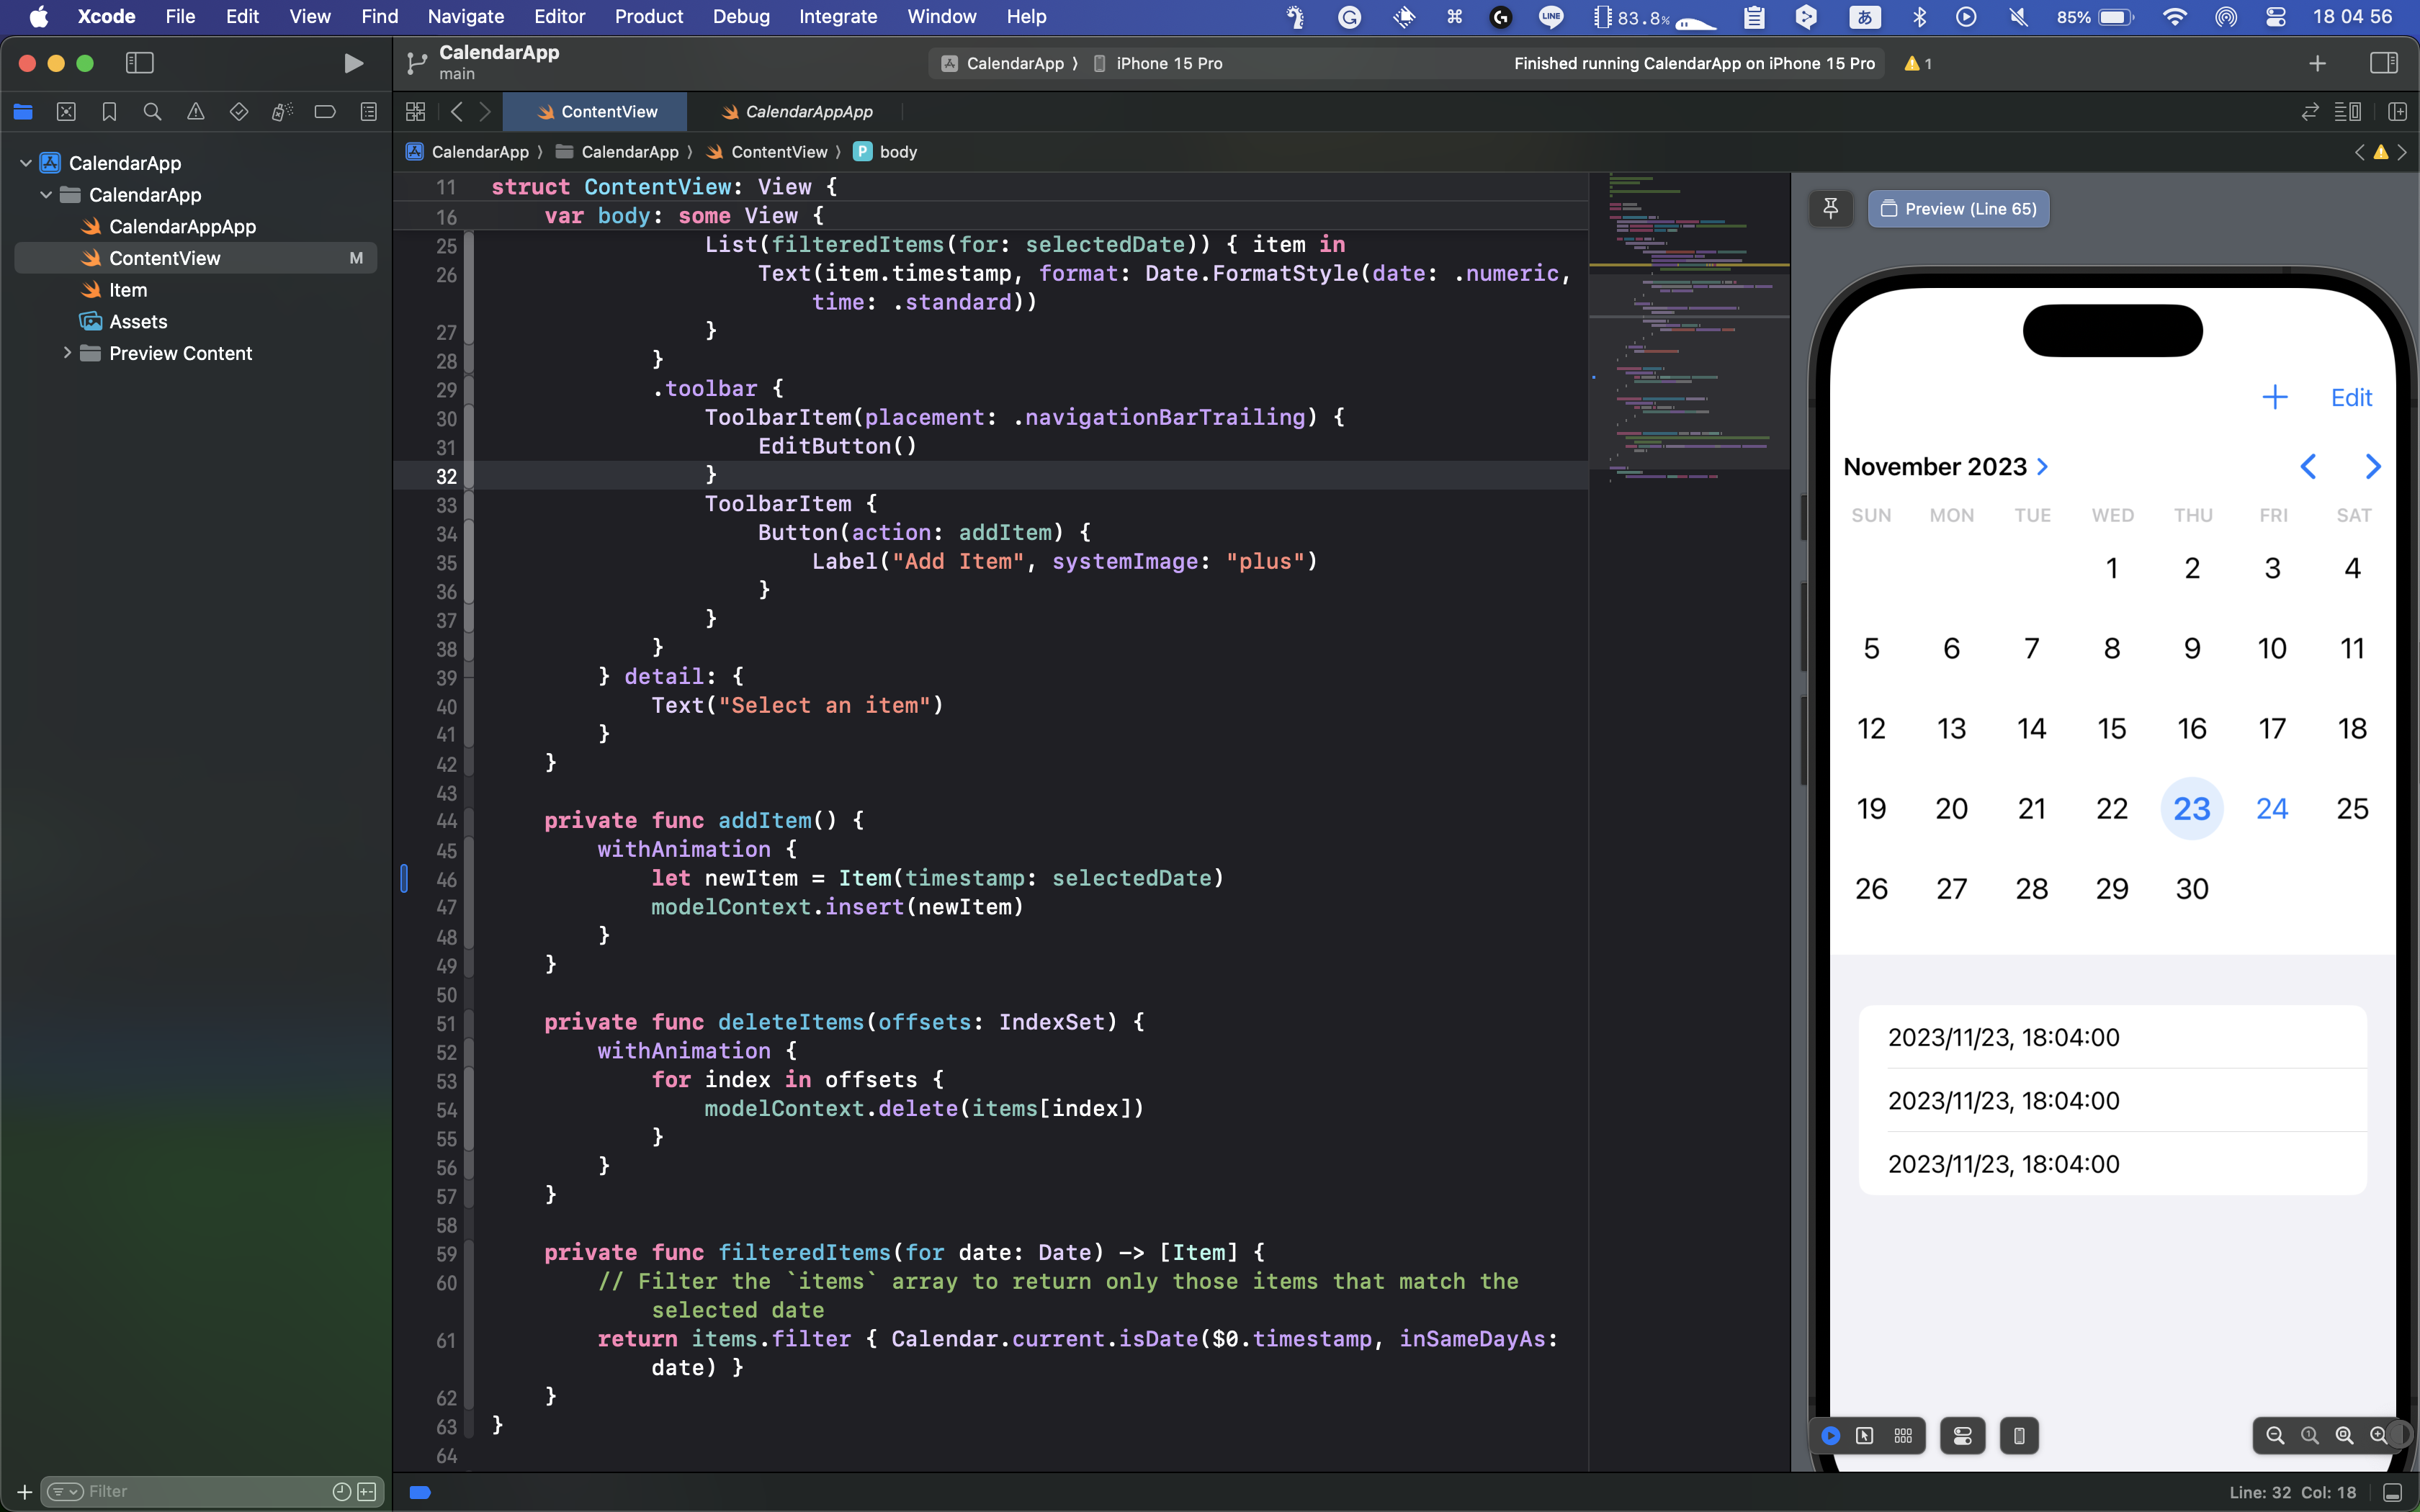 Xcode File Edit View Find Navigate Editor Product Debug Integrate Window Help LINE 83.8% あ 85% 18 04 56
CalendarApp
main
CalendarApp 〉 iPhone 15 Pro
Finished running CalendarApp on iPhone 15 Pro
1
ContentView
CalendarAppApp
CalendarApp 〉 CalendarApp 〉 ContentView 〉 P body
CalendarApp
CalendarApp
CalendarAppApp
ContentView M
Item
Assets
Preview Content
Filter
11 struct ContentView: View {
16 var body: some View {
25 List(filteredItems(for: selectedDate)) { item in
26 Text(item.timestamp, format: Date.FormatStyle(date: .numeric,
time: .standard))
27 }
28 }
29 .toolbar {
30 ToolbarItem(placement: .navigationBarTrailing) {
31 EditButton()
32 }
33 ToolbarItem {
34 Button(action: addItem) {
35 Label("Add Item", systemImage: "plus")
36 }
37 }
38 }
39 } detail: {
40 Text("Select an item")
41 }
42 }
43
44 private func addItem() {
45 withAnimation {
46 let newItem = Item(timestamp: selectedDate)
47 modelContext.insert(newItem)
48 }
49 }
50
51 private func deleteItems(offsets: IndexSet) {
52 withAnimation {
53 for index in offsets {
54 modelContext.delete(items[index])
55 }
56 }
57 }
58
59 private func filteredItems(for date: Date) -> [Item] {
60 // Filter the `items` array to return only those items that match the
selected date
61 return items.filter { Calendar.current.isDate($0.timestamp, inSameDayAs:
date) }
62 }
63 }
64
Preview (Line 65)
Edit
November 2023
SUN MON TUE WED THU FRI SAT
1 2 3 4
5 6 7 8 9 10 11
12 13 14 15 16 17 18
19 20 21 22 23 24 25
26 27 28 29 30
2023/11/23, 18:04:00
2023/11/23, 18:04:00
2023/11/23, 18:04:00
Line: 32 Col: 18